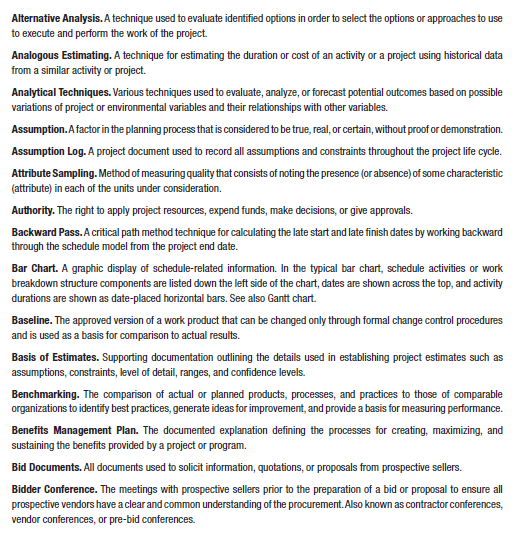 Alternative Analysis. A technique used to evaluate identified options in order to select the options or approaches to use
to execute and perform the work of the project.
Analogous Estimating. A technique for estimating the duration or cost of an activity or a project using historical data
from a similar activity or project.
Analytical Techniques. Various techniques used to evaluate, analyze, or forecast potential outcomes based on possible
variations of project or environmental variables and their relationships with other variables.
Assumption. A factor in the planning process that is considered to be true, real, or certain, without proof or demonstration.
Assumption Log. A project document used to record all assumptions and constraints throughout the project life cycle.
Attribute Sampling. Method of measuring quality that consists of noting the presence (or absence) of some characteristic
(attribute) in each of the units under consideration.
Authority. The right to apply project resources, expend funds, make decisions, or give approvals.
Backward Pass. A critical path method technique for calculating the late start and late finish dates by working backward
through the schedule model from the project end date.
Bar Chart. A graphic display of schedule-related information. In the typical bar chart, schedule activities or work
breakdown structure components are listed down the left side of the chart, dates are shown across the top, and activity
durations are shown as date-placed horizontal bars. See also Gantt chart.
Baseline. The approved version of a work product that can be changed only through formal change control procedures
and is used as a basis for comparison to actual results.
Basis of Estimates. Supporting documentation outlining the details used in establishing project estimates such as
assumptions, constraints, level of detail, ranges, and confidence levels.
Benchmarking. The comparison of actual or planned products, processes, and practices to those of comparable
organizations to identify best practices, generate ideas for improvement, and provide a basis for measuring performance.
Benefits Management Plan. The documented explanation defining the processes for creating, maximizing, and
sustaining the benefits provided by a project or program.
Bid Documents. All documents used to solicit information, quotations, or proposals from prospective sellers.
Bidder Conference. The meetings with prospective sellers prior to the preparation of a bid or proposal to ensure all
prospective vendors have a clear and common understanding of the procurement. Also known as contractor conferences,
vendor conferences, or pre-bid conferences.